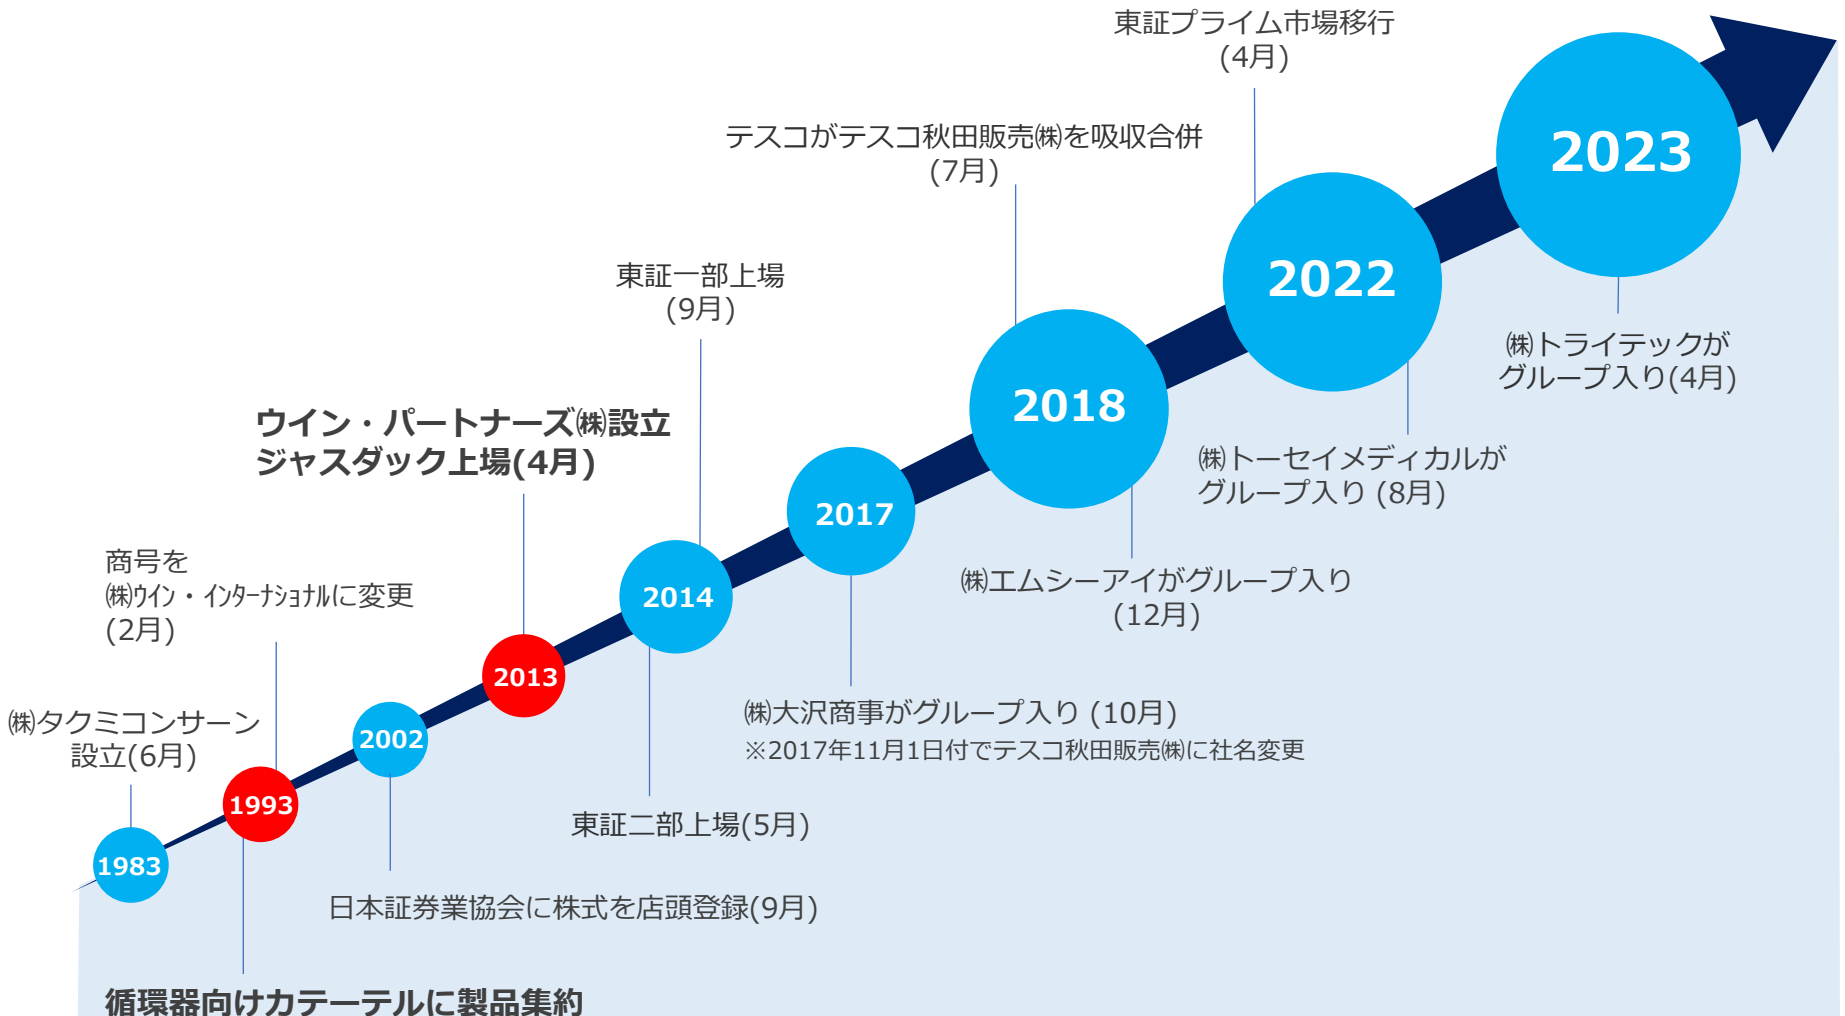 ㈱タクミコンサーン
設立(6月)
1983
商号を
㈱ｳｲﾝ・ｲﾝﾀｰﾅｼｮﾅﾙに変更
(2月)
1993
循環器向けカテーテルに製品集約
2002
日本証券業協会に株式を店頭登録(9月)
ウイン・パートナーズ㈱設立
ジャスダック上場(4月)
2013
東証一部上場
(9月)
2014
東証二部上場(5月)
2017
㈱大沢商事がグループ入り (10月)
※2017年11月1日付でテスコ秋田販売㈱に社名変更
テスコがテスコ秋田販売㈱を吸収合併
(7月)
2018
㈱エムシーアイがグループ入り
(12月)
東証プライム市場移行
(4月)
2022
㈱トーセイメディカルが
グループ入り (8月)
2023
㈱トライテックが
グループ入り(4月)